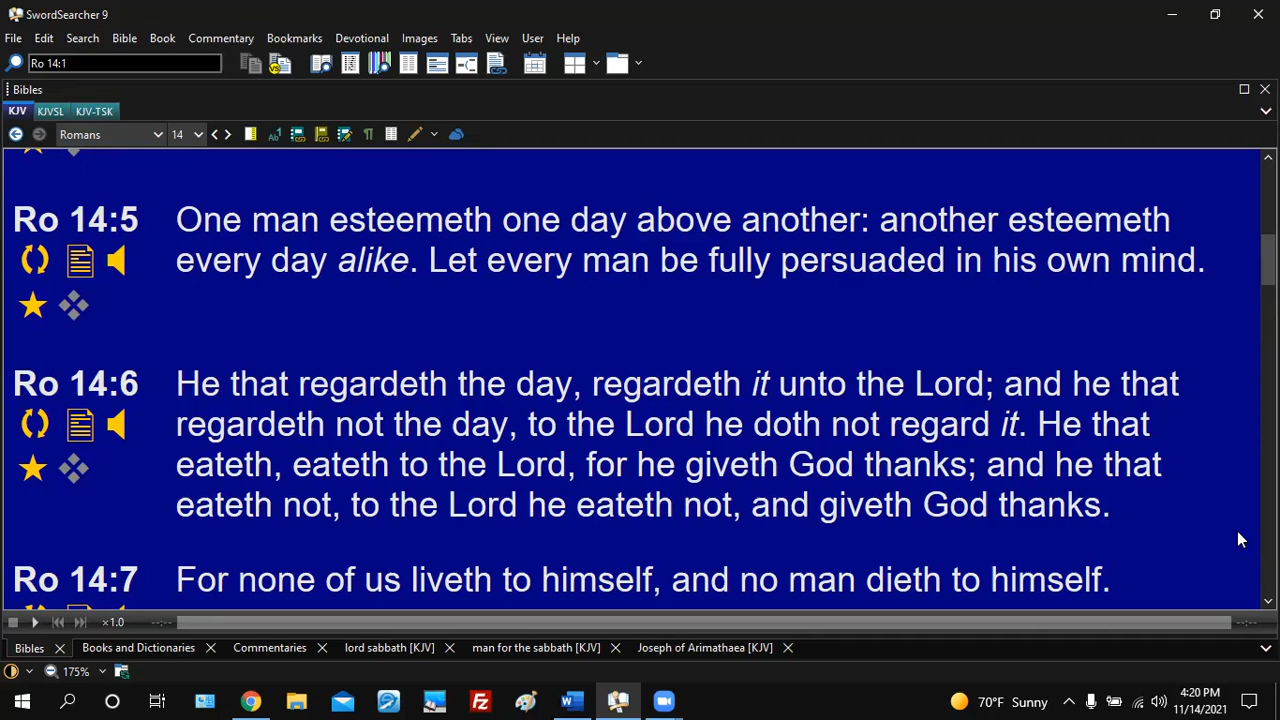 SwordSearcher 9
File Edit Search Bible Book Commentary Bookmarks Devotional Images Tabs View User Help
Ro 14:1
Bibles
KJV KJVSL KJV-TSK
Romans 14
Ro 14:5 One man esteemeth one day above another: another esteemeth
every day alike. Let every man be fully persuaded in his own mind.
Ro 14:6 He that regardeth the day, regardeth it unto the Lord; and he that
regardeth not the day, to the Lord he doth not regard it. He that
eateth, eateth to the Lord, for he giveth God thanks; and he that
eateth not, to the Lord he eateth not, and giveth God thanks.
Ro 14:7 For none of us liveth to himself, and no man dieth to himself.
×1.0 --:-- --:--
Bibles Books and Dictionaries Commentaries lord sabbath [KJV] man for the sabbath [KJV] Joseph of Arimathaea [KJV]
175%
70°F Sunny 4:20 PM
11/14/2021